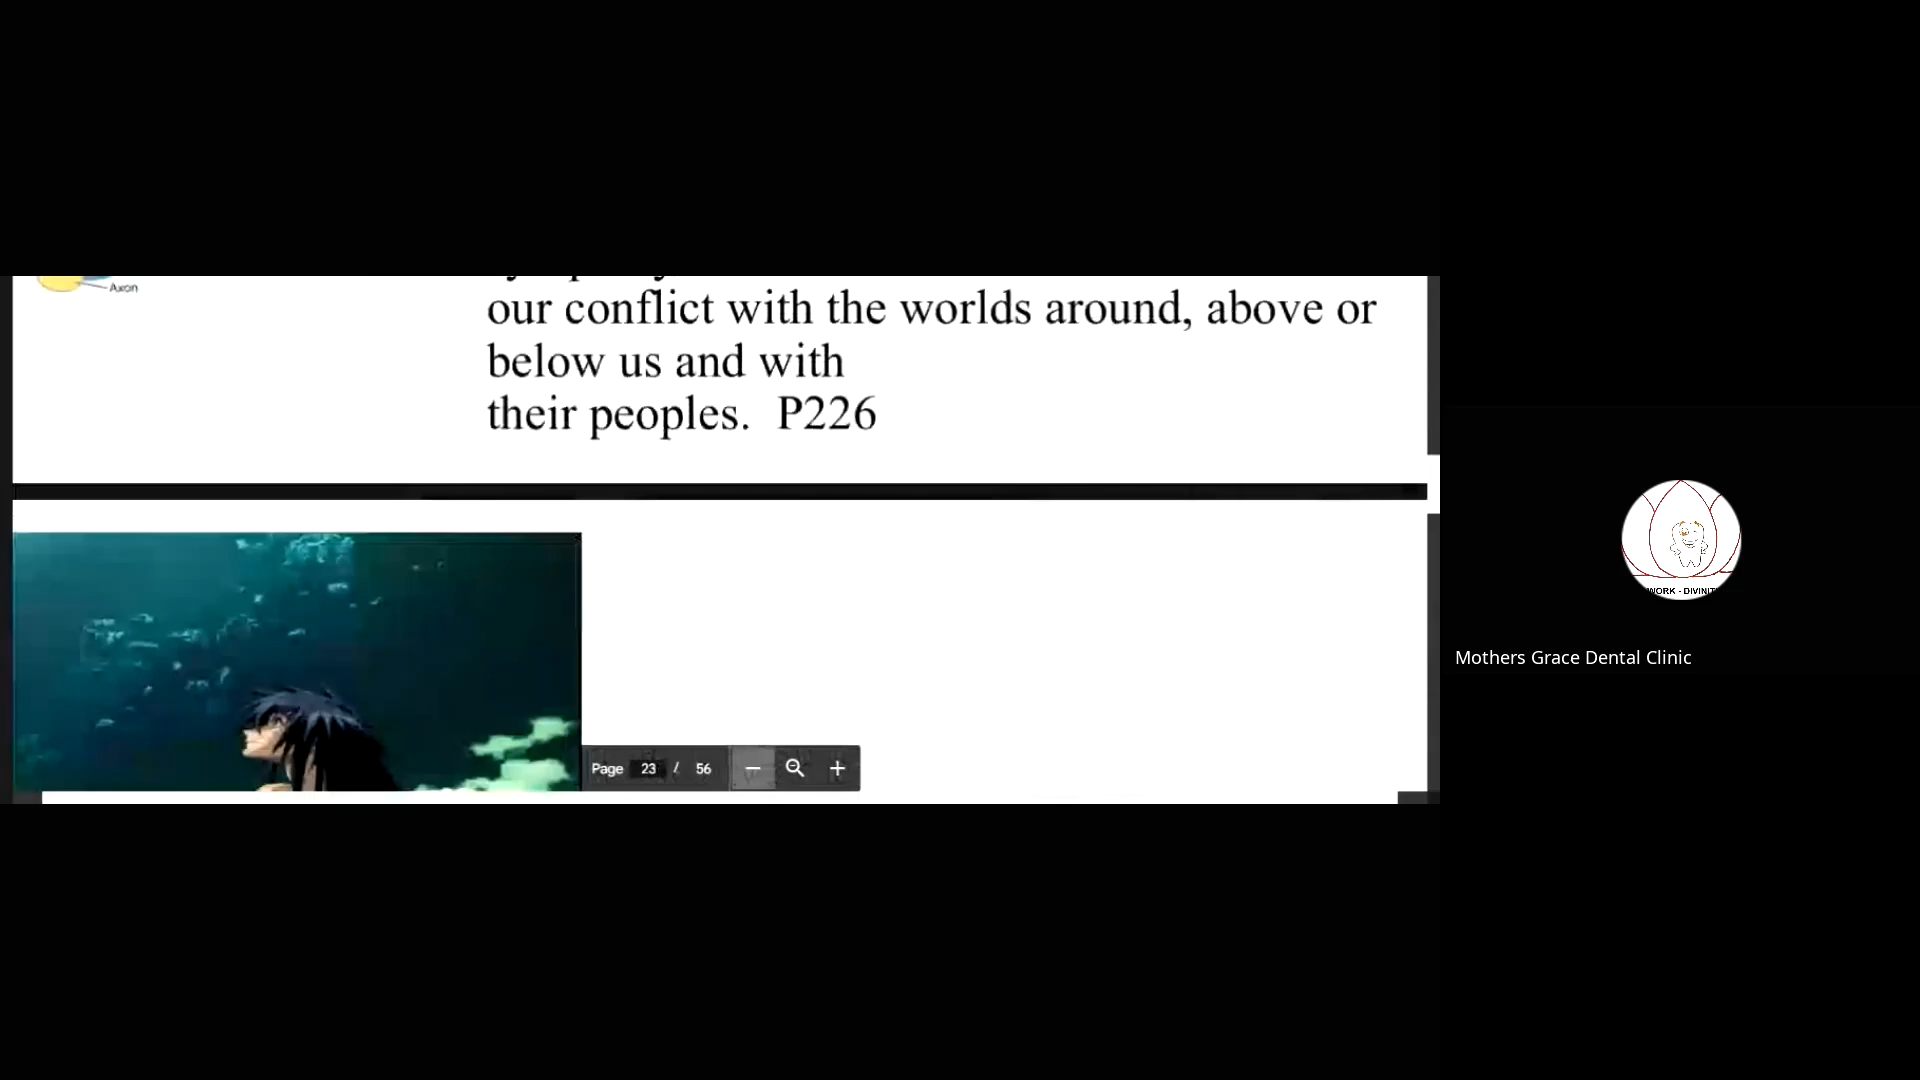 Axon
our conflict with the worlds around, above or
below us and with
their peoples. P226
Page 23 / 56
WORK - DIVINIT
Mothers Grace Dental Clinic